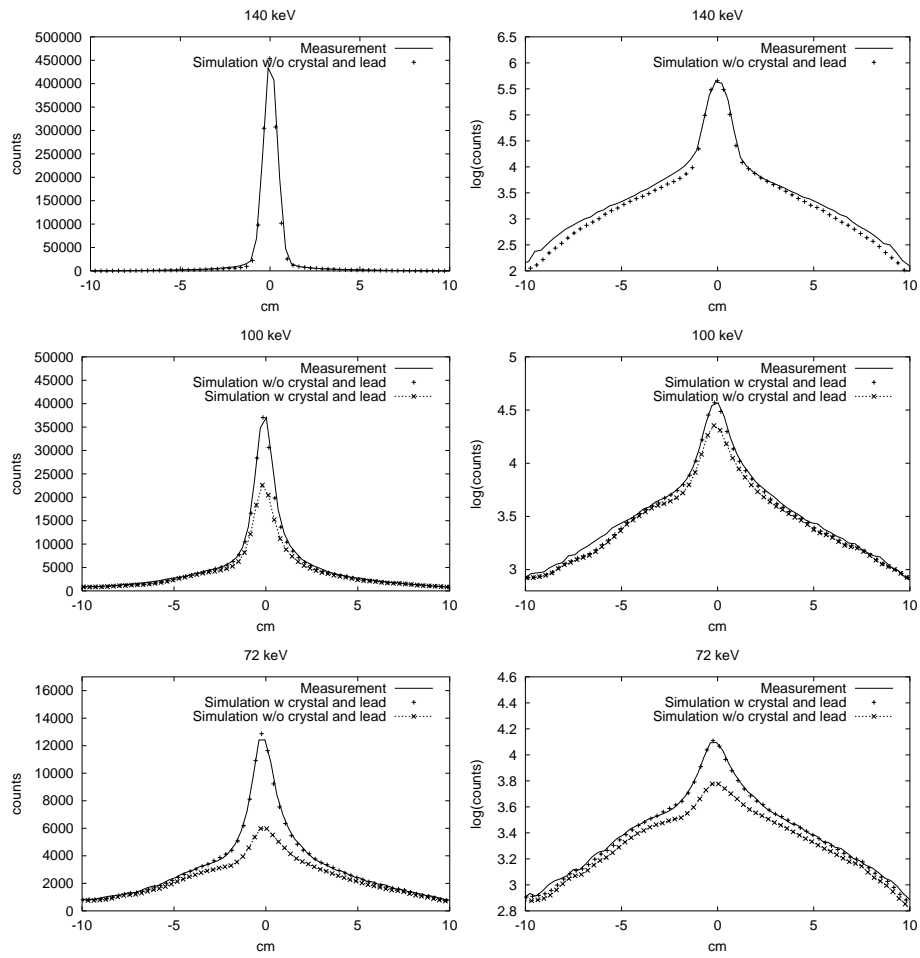 140 keV
500000
450000
400000
350000
300000
250000
200000
150000
100000
50000
0
-10 -5 0 5 10
cm
counts
Measurement
Simulation w/o crystal and lead
140 keV
6.5
6
5.5
5
4.5
4
3.5
3
2.5
2
-10 -5 0 5 10
cm
log(counts)
Measurement
Simulation w/o crystal and lead
100 keV
50000
45000
40000
35000
30000
25000
20000
15000
10000
5000
0
-10 -5 0 5 10
cm
counts
Measurement
Simulation w/o crystal and lead
Simulation w crystal and lead
100 keV
5
4.5
4
3.5
3
-10 -5 0 5 10
cm
log(counts)
Measurement
Simulation w crystal and lead
Simulation w/o crystal and lead
72 keV
16000
14000
12000
10000
8000
6000
4000
2000
0
-10 -5 0 5 10
cm
counts
Measurement
Simulation w crystal and lead
Simulation w/o crystal and lead
72 keV
4.6
4.4
4.2
4
3.8
3.6
3.4
3.2
3
2.8
-10 -5 0 5 10
cm
log(counts)
Measurement
Simulation w crystal and lead
Simulation w/o crystal and lead